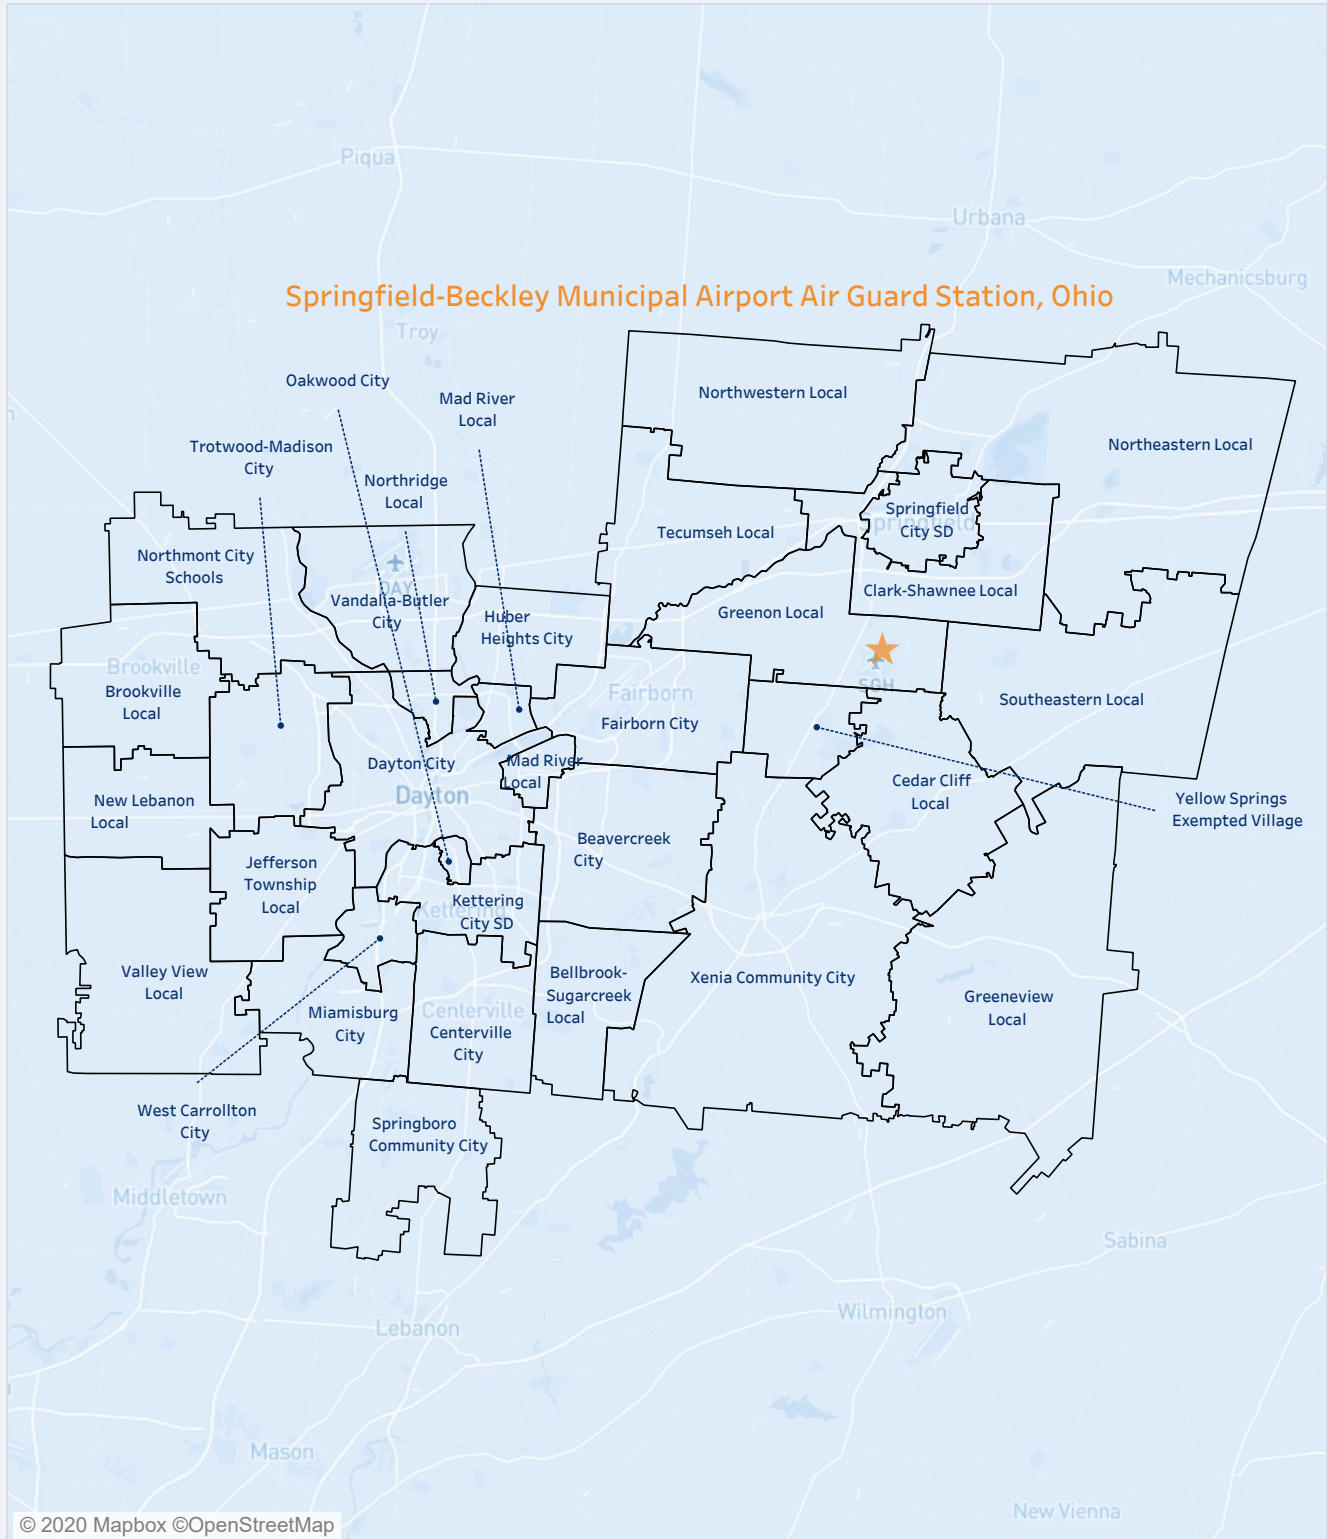 Piqua
Urbana
Mechanicsburg
Springfield-Beckley Municipal Airport Air Guard Station, Ohio
Troy
Oakwood City
Mad River
Local
Northwestern Local
Trotwood-Madison
City
Northeastern Local
Northridge
Local
Springfield
City SD
Springfield
Tecumseh Local
Northmont City
Schools
DAY
Vandalia-Butler
City
Clark-Shawnee Local
Huber
Heights City
Greenon Local
Brookville
Brookville
Local
SGH
Fairborn
Fairborn City
Southeastern Local
Dayton City
Mad River
Local
Dayton
Cedar Cliff
Local
New Lebanon
Local
Yellow Springs
Exempted Village
Beavercreek
City
Jefferson
Township
Local
Kettering
Kettering
City SD
Valley View
Local
Bellbrook-
Sugarcreek
Local
Xenia Community City
Greeneview
Local
Miamisburg
City
Centerville
Centerville
City
West Carrollton
City
Springboro
Community City
Middletown
Sabina
Wilmington
Lebanon
Mason
New Vienna
© 2020 Mapbox ©OpenStreetMap